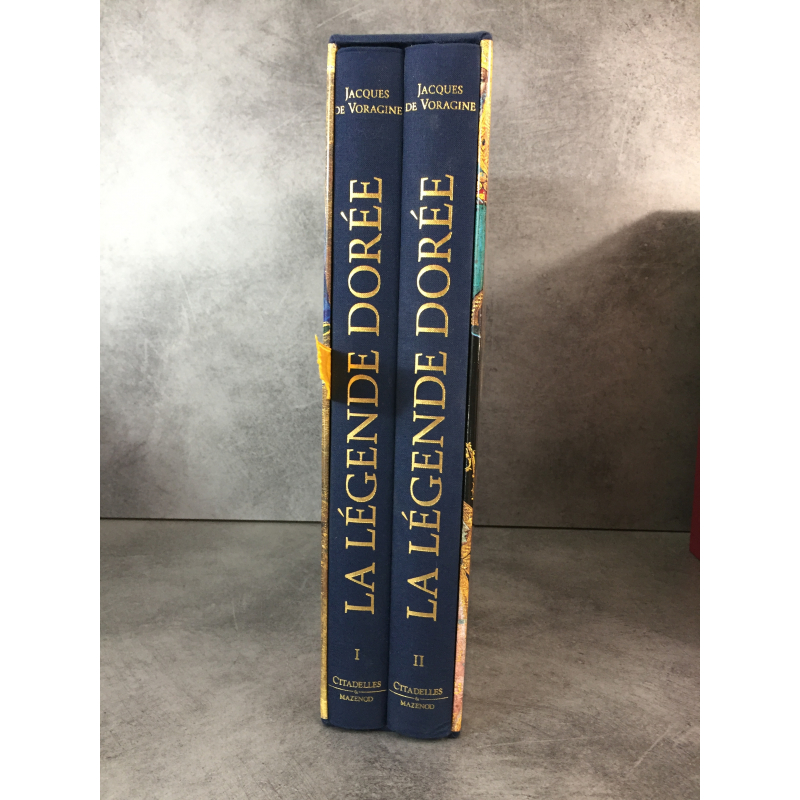 JACQUES
DE VORAGINE
LA LÉGENDE DORÉE
I
CITADELLES
&
MAZENOD
JACQUES
DE VORAGINE
LA LÉGENDE DORÉE
II
CITADELLES
&
MAZENOD